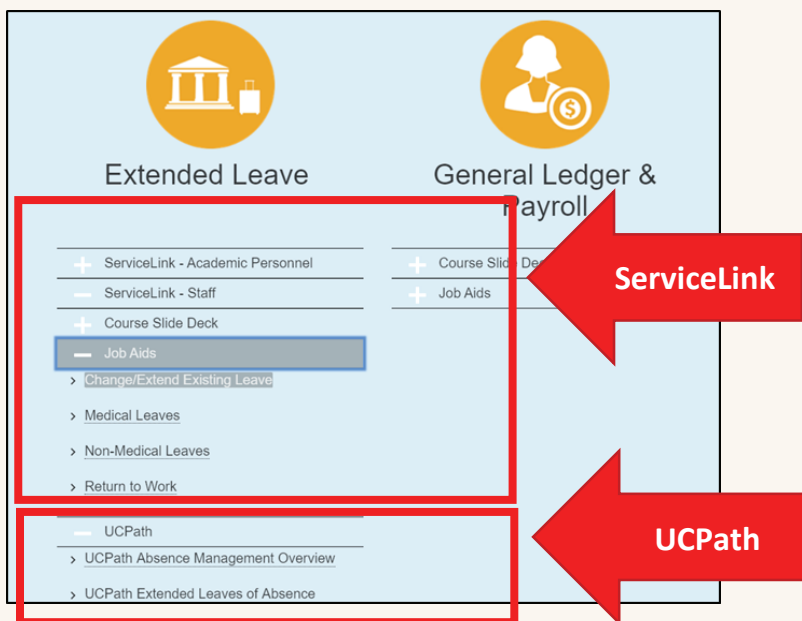 Extended Leave
ServiceLink - Academic Personnel
ServiceLink - Staff
Course Slide Deck
Job Aids
Change/Extend Existing Leave
Medical Leaves
Non-Medical Leaves
Return to Work
UCPath
UCPath Absence Management Overview
UCPath Extended Leaves of Absence
General Ledger &
Payroll
Course Slide Dec
Job Aids
ServiceLink
UCPath